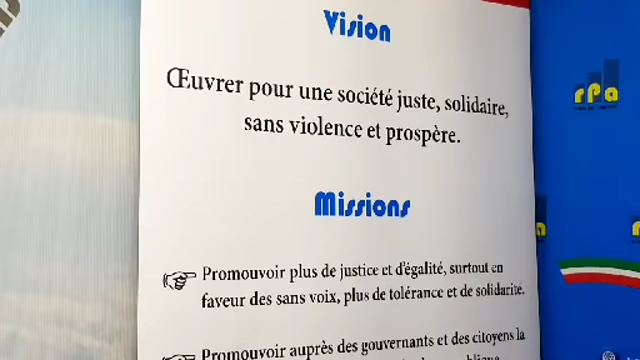 Vision
Œuvrer pour une société juste, solidaire,
sans violence et prospère.
Missions
Promouvoir plus de justice et d'égalité, surtout en
faveur des sans voix, plus de tolérance et de solidarité.
Promouvoir auprès des gouvernants et des citoyens la
rPa